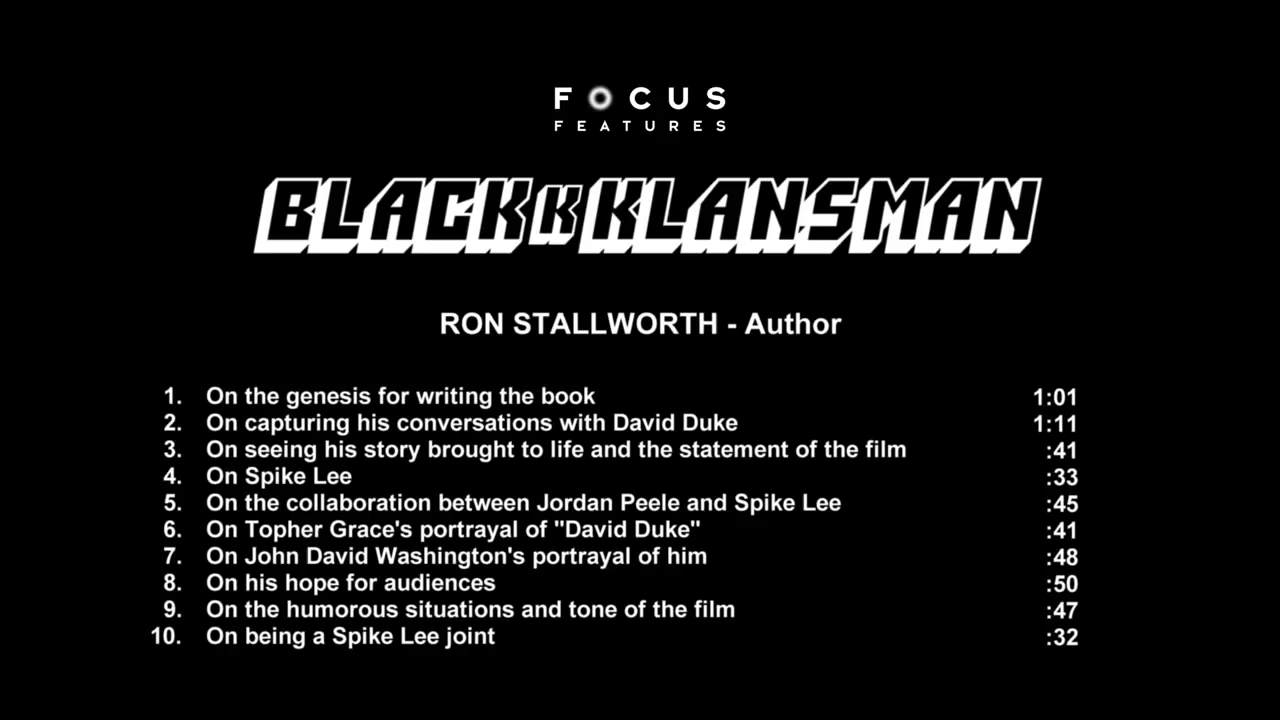 FOCUS
FEATURES
BLACKKKLANSMAN
RON STALLWORTH - Author
1. On the genesis for writing the book 1:01
2. On capturing his conversations with David Duke 1:11
3. On seeing his story brought to life and the statement of the film :41
4. On Spike Lee :33
5. On the collaboration between Jordan Peele and Spike Lee :45
6. On Topher Grace's portrayal of "David Duke" :41
7. On John David Washington's portrayal of him :48
8. On his hope for audiences :50
9. On the humorous situations and tone of the film :47
10. On being a Spike Lee joint :32